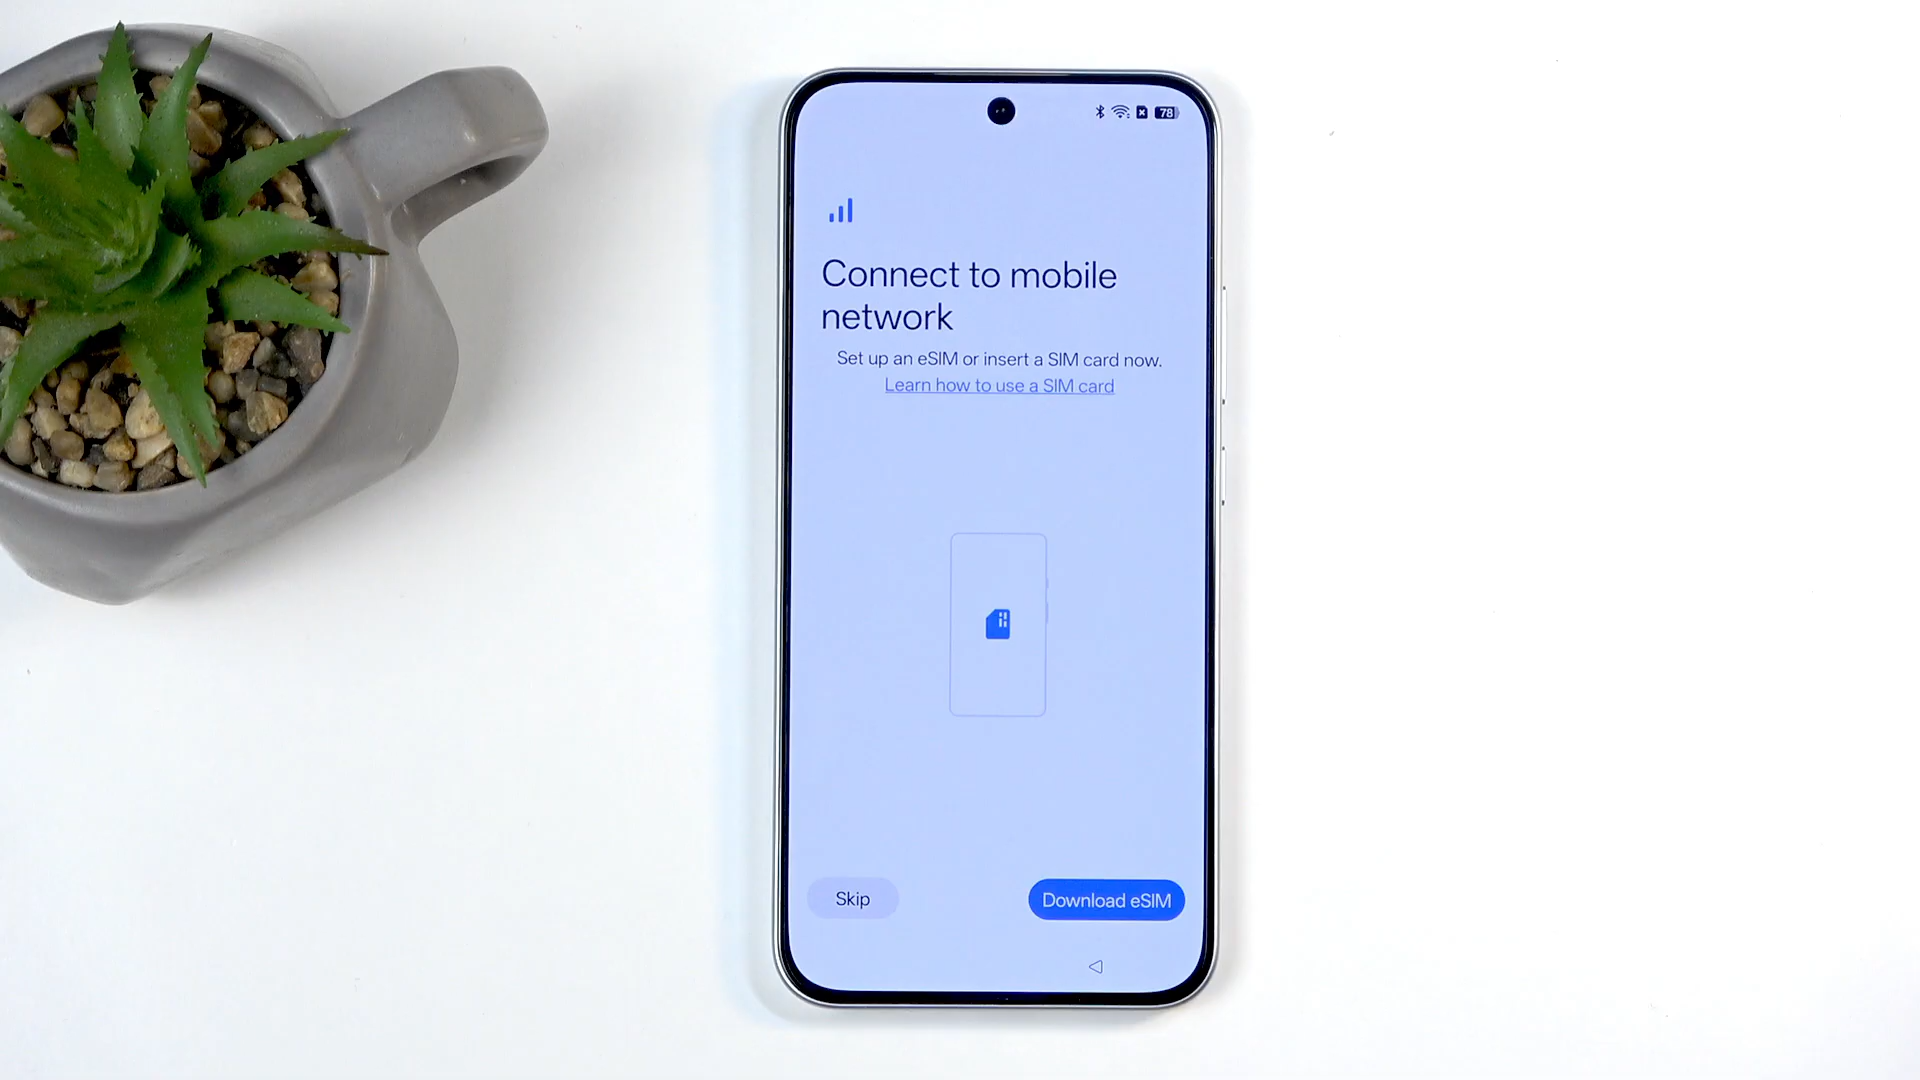 78
Connect to mobile
network
Set up an eSIM or insert a SIM card now.
Learn how to use a SIM card
Skip
Download eSIM